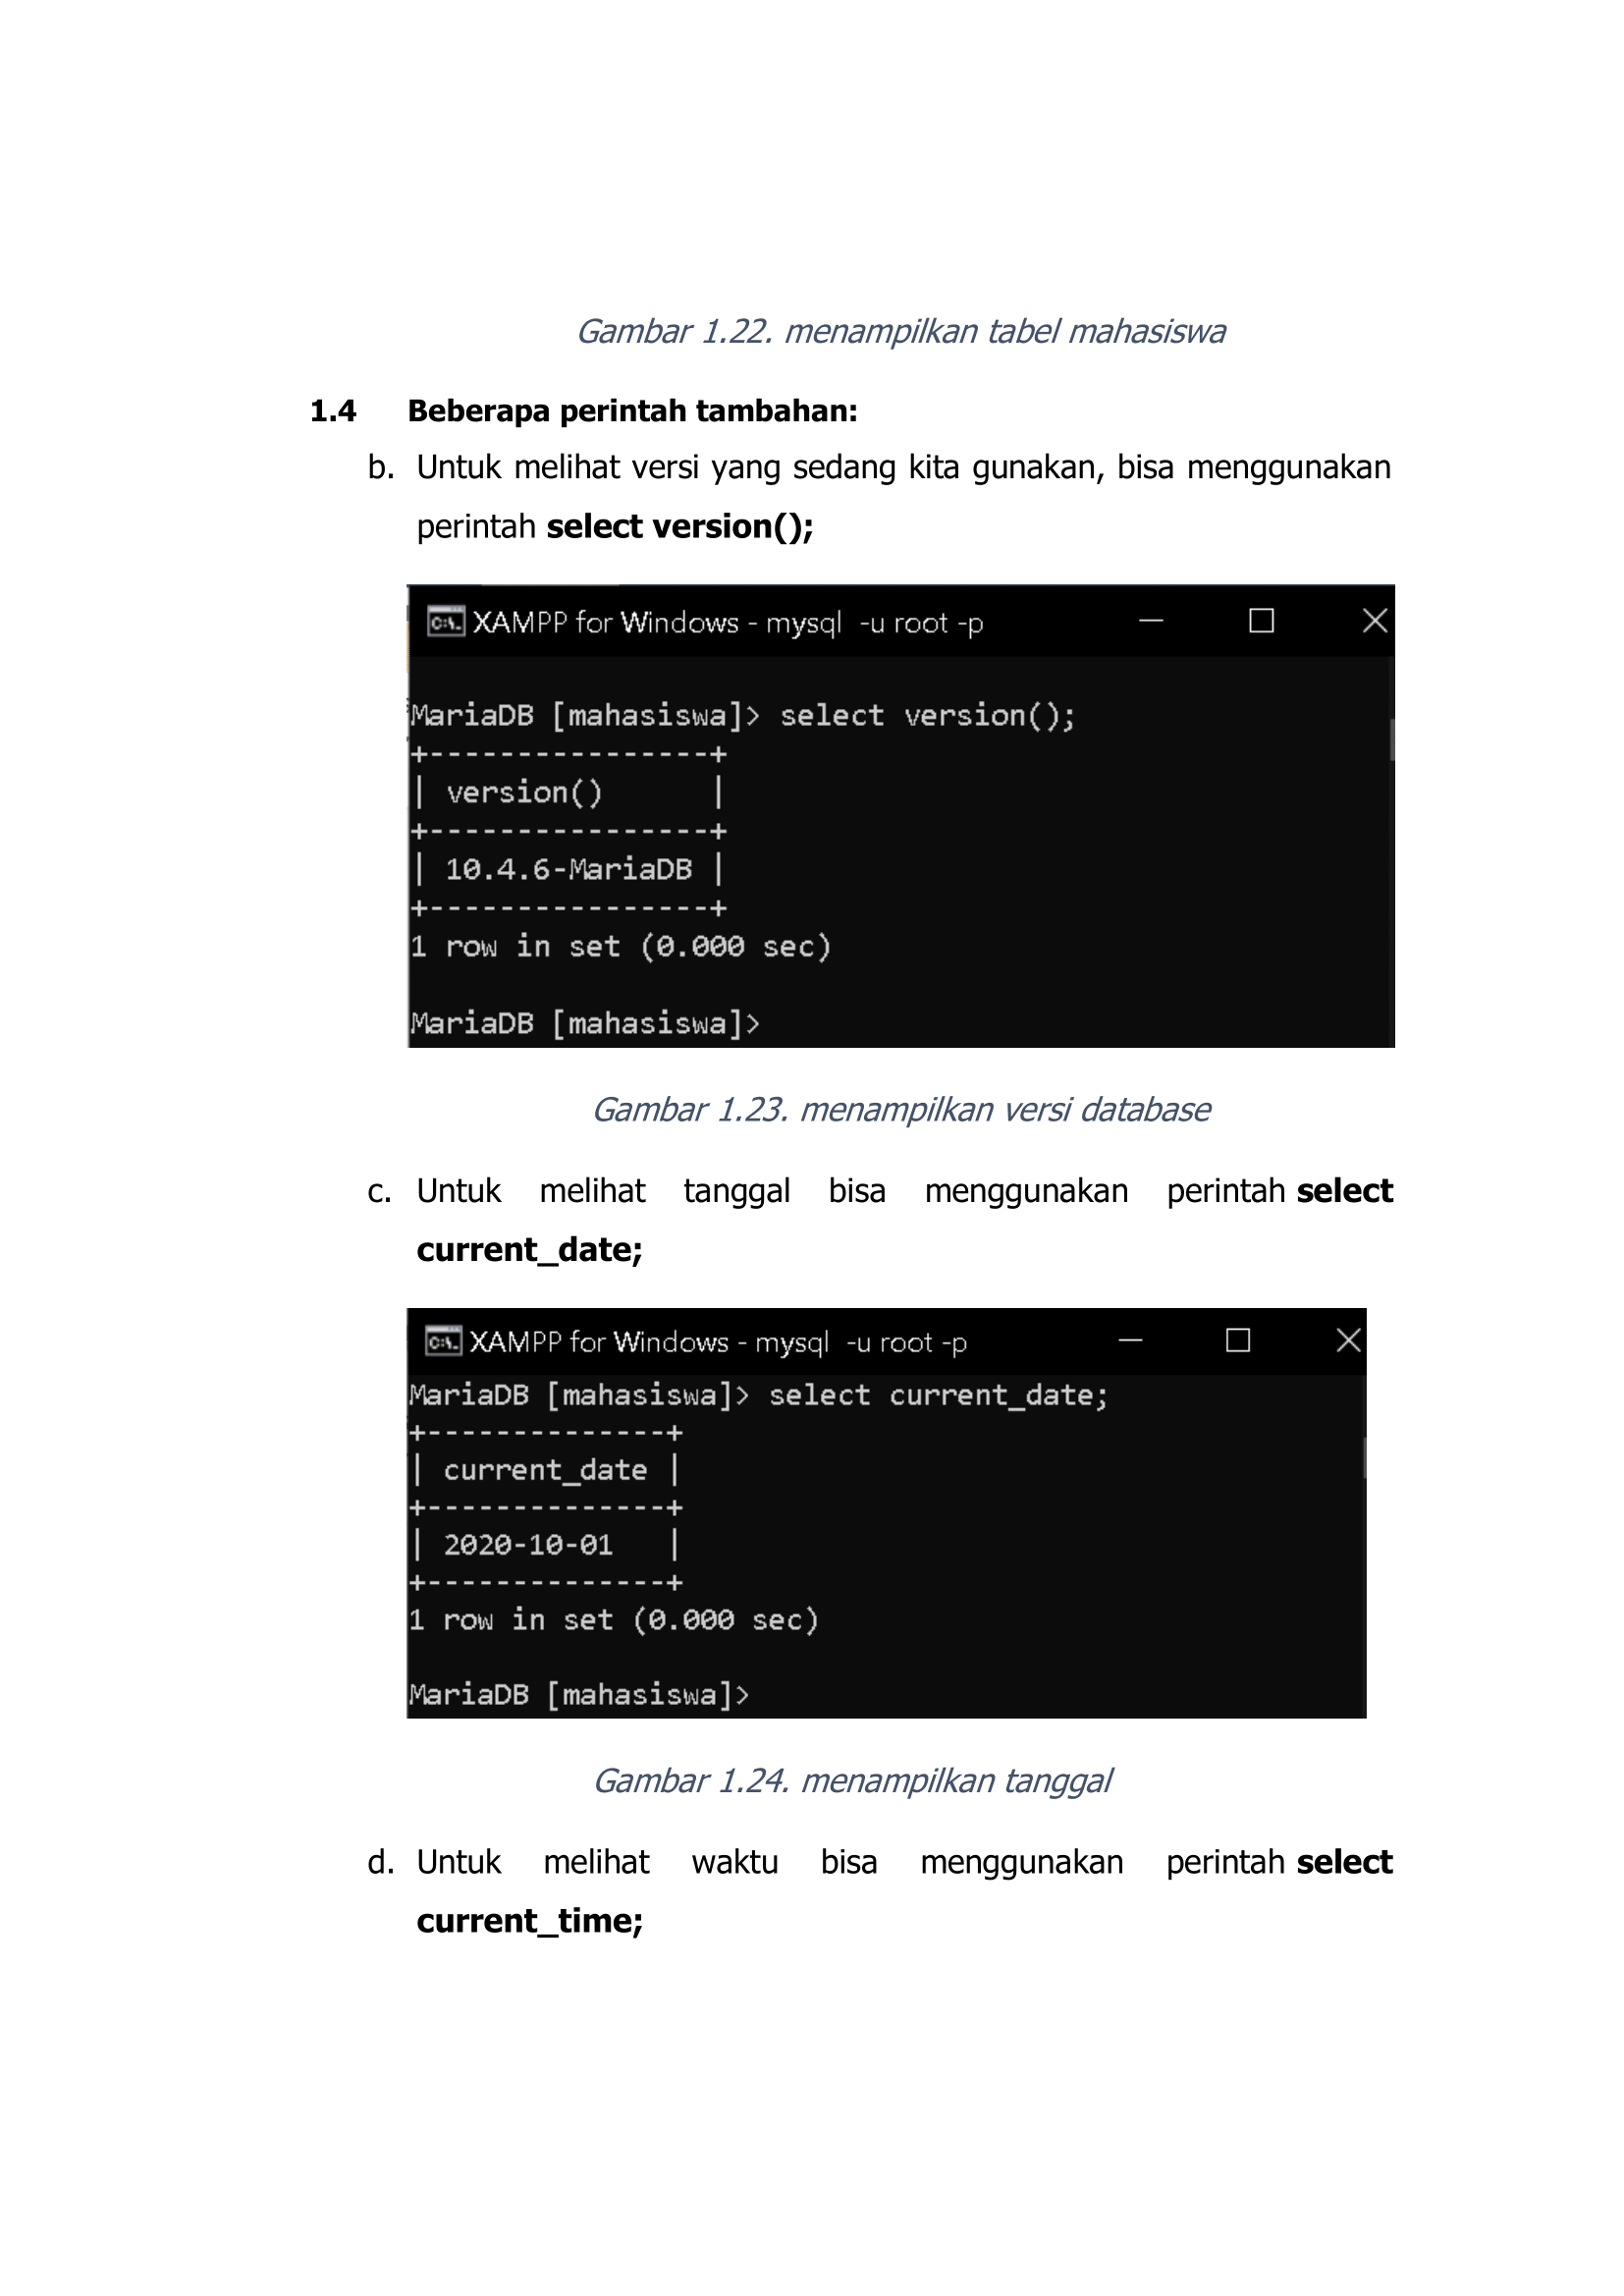 Gambar 1.22. menampilkan tabel mahasiswa
1.4 Beberapa perintah tambahan:
b. Untuk melihat versi yang sedang kita gunakan, bisa menggunakan
perintah select version();
C:\. XAMPP for Windows - mysql -u root -p
MariaDB [mahasiswa]> select version();
+----------------+
| version()      |
+----------------+
| 10.4.6-MariaDB |
+----------------+
1 row in set (0.000 sec)
MariaDB [mahasiswa]>
Gambar 1.23. menampilkan versi database
c. Untuk melihat tanggal bisa menggunakan perintah select
current_date;
C:\. XAMPP for Windows - mysql -u root -p
MariaDB [mahasiswa]> select current_date;
+--------------+
| current_date |
+--------------+
| 2020-10-01   |
+--------------+
1 row in set (0.000 sec)
MariaDB [mahasiswa]>
Gambar 1.24. menampilkan tanggal
d. Untuk melihat waktu bisa menggunakan perintah select
current_time;